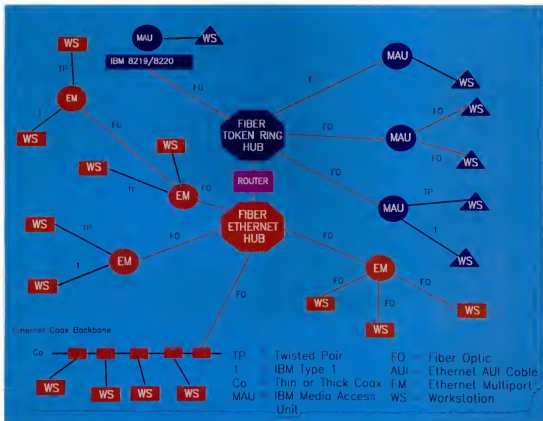 WS
MAU
WS
IBM 8219/8220
TP
EM
1
WS
FO
FO
FIBER
TOKEN RING
HUB
F
MAU
WS
FO
FO
WS
MAU
FO
WS
FO
MAU
TP
WS
1
WS
WS
WS
EM
FO
ROUTER
FIBER
ETHERNET
HUB
WS
TP
1
EM
FO
WS
FO
EM
FO
FO
FO
WS
WS
WS
FO
Ethernet Coax Backbone
Co
WS
WS
WS
WS
TP = Twisted Pair
1 = IBM Type 1
Co = Thin or Thick Coax
MAU = IBM Media Access
Unit
FO = Fiber Optic
AUI = Ethernet AUI Cable
EM = Ethernet Multiport
WS = Workstation